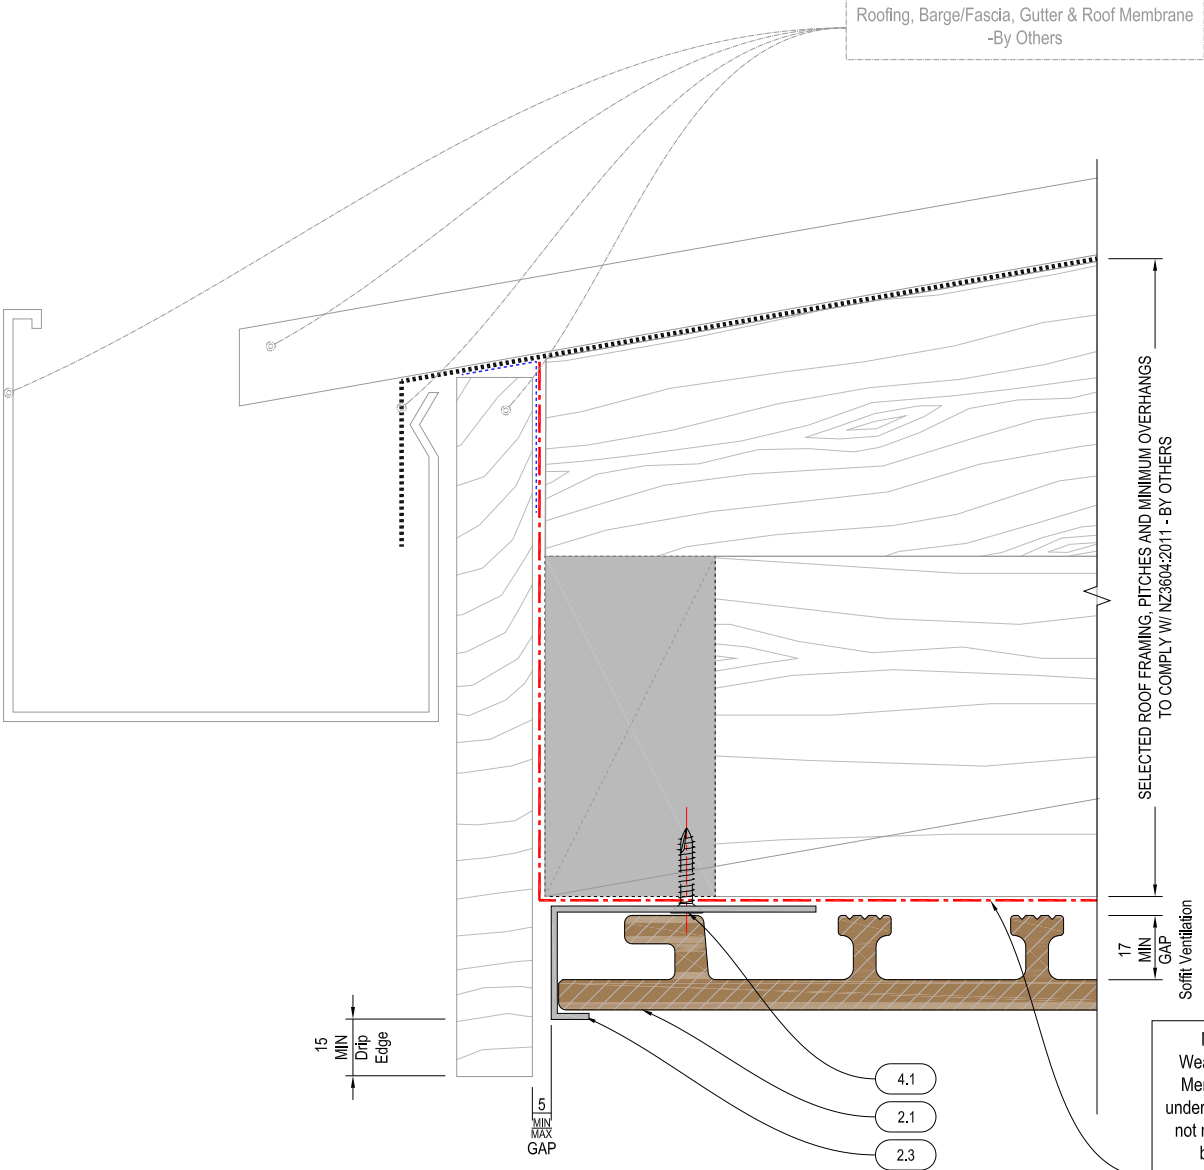 Roofing, Barge/Fascia, Gutter & Roof Membrane
-By Others
SELECTED ROOF FRAMING, PITCHES AND MINIMUM OVERHANGS
TO COMPLY W/ NZ3604:2011 - BY OTHERS
17
MIN
GAP
Soffit Ventilation
15
MIN
Drip
Edge
5
MIN
MAX
GAP
4.1
2.1
2.3
under
not